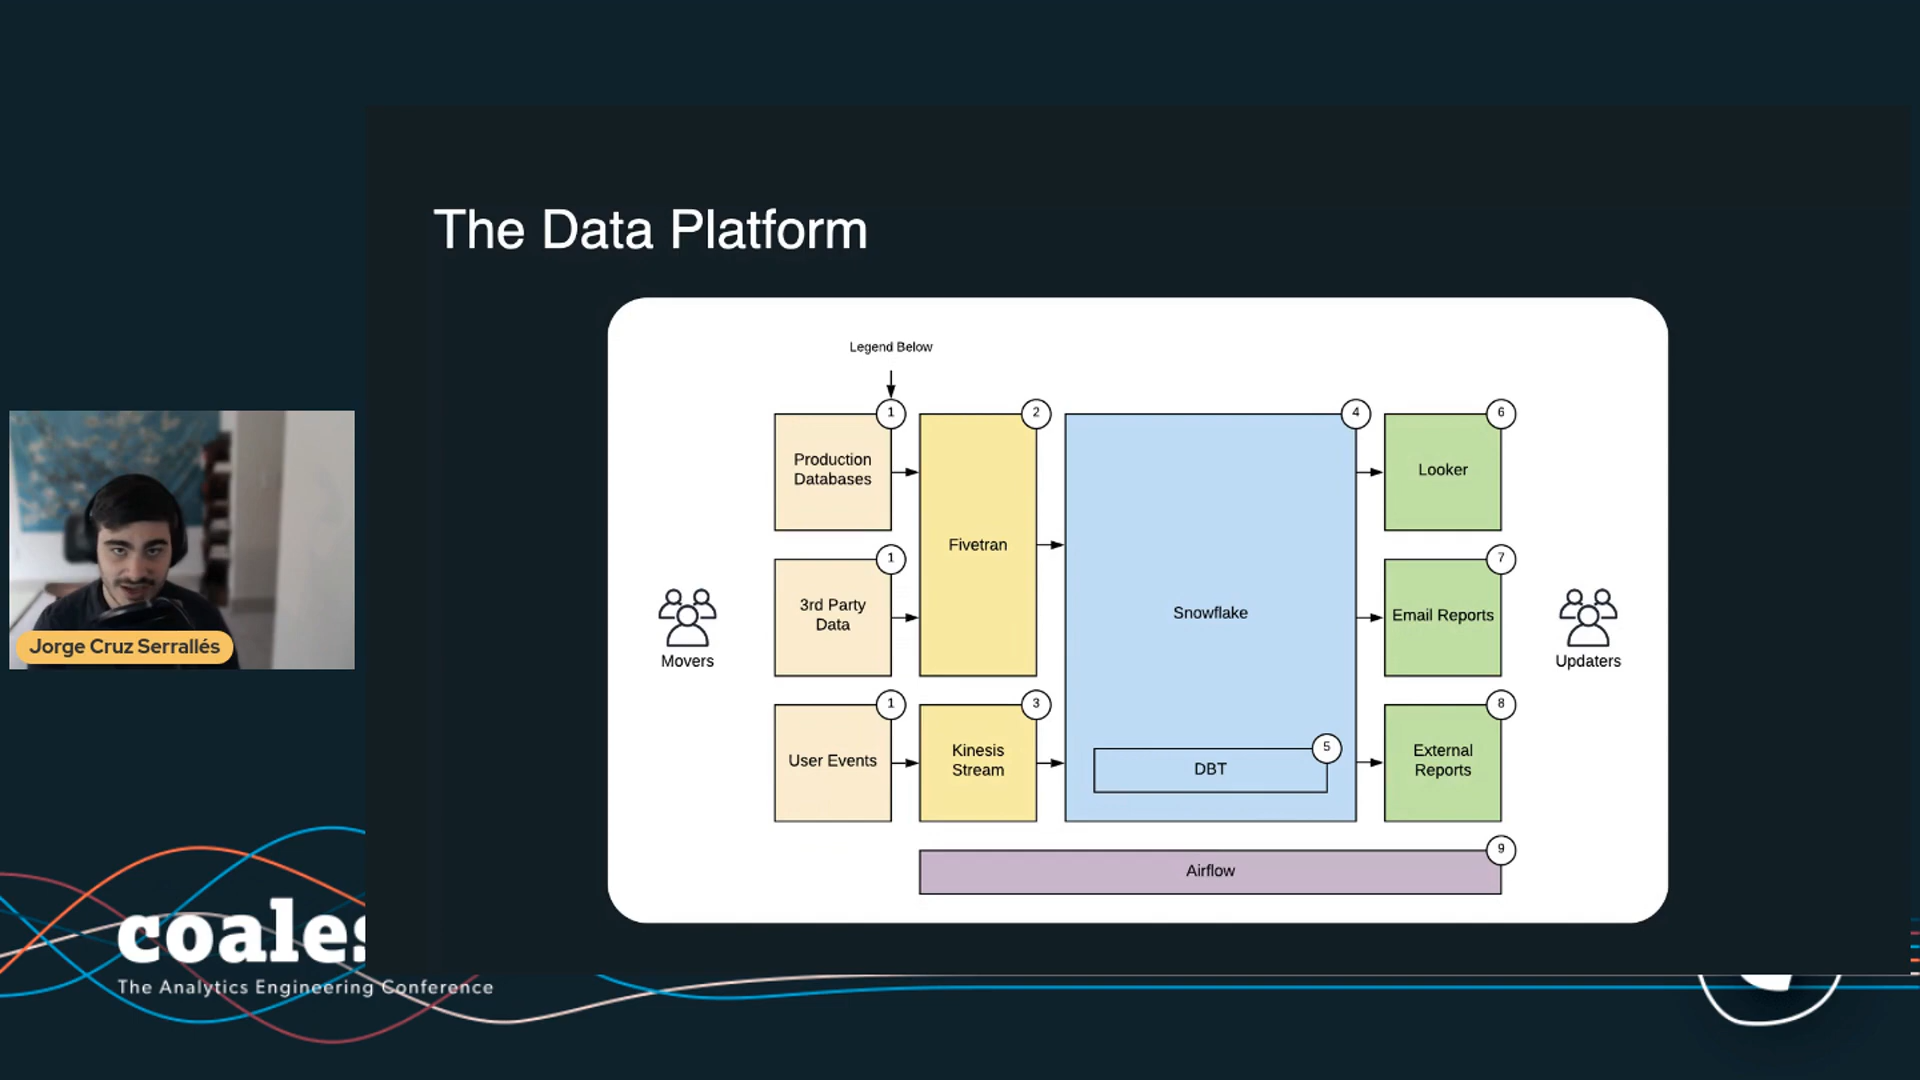 The Data Platform
Legend Below
1
2
4
6
Production
Databases
Fivetran
Snowflake
Looker
1
7
3rd Party
Data
Email Reports
Movers
Updaters
1
3
8
User Events
Kinesis
Stream
5
DBT
External
Reports
9
Airflow
Jorge Cruz Serrallés
coales
The Analytics Engineering Conference